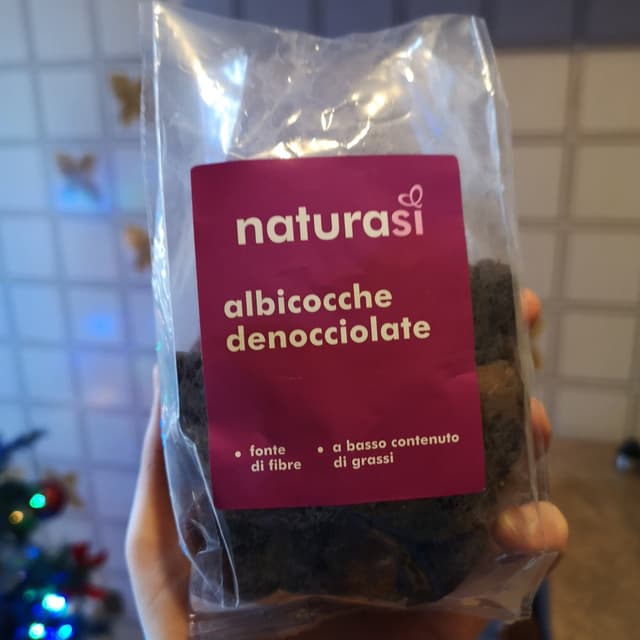 naturasì
albicocche
denocciolate
• fonte
di fibre
• a basso contenuto
di grassi